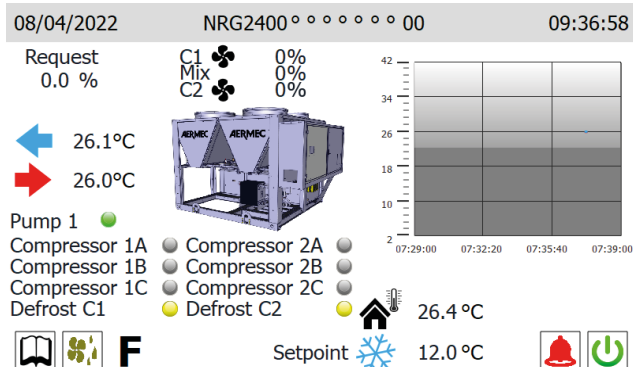 08/04/2022 NRG2400 ° ° ° ° ° ° ° 00 09:36:58
Request
0.0 %
C1 0%
Mix 0%
C2 0%
26.1°C
26.0°C
AERMEC AERMEC
42
34
26
18
10
2
07:29:00 07:32:20 07:35:40 07:39:00
Pump 1
Compressor 1A Compressor 2A
Compressor 1B Compressor 2B
Compressor 1C Compressor 2C
Defrost C1 Defrost C2
26.4 °C
F
Setpoint 12.0 °C